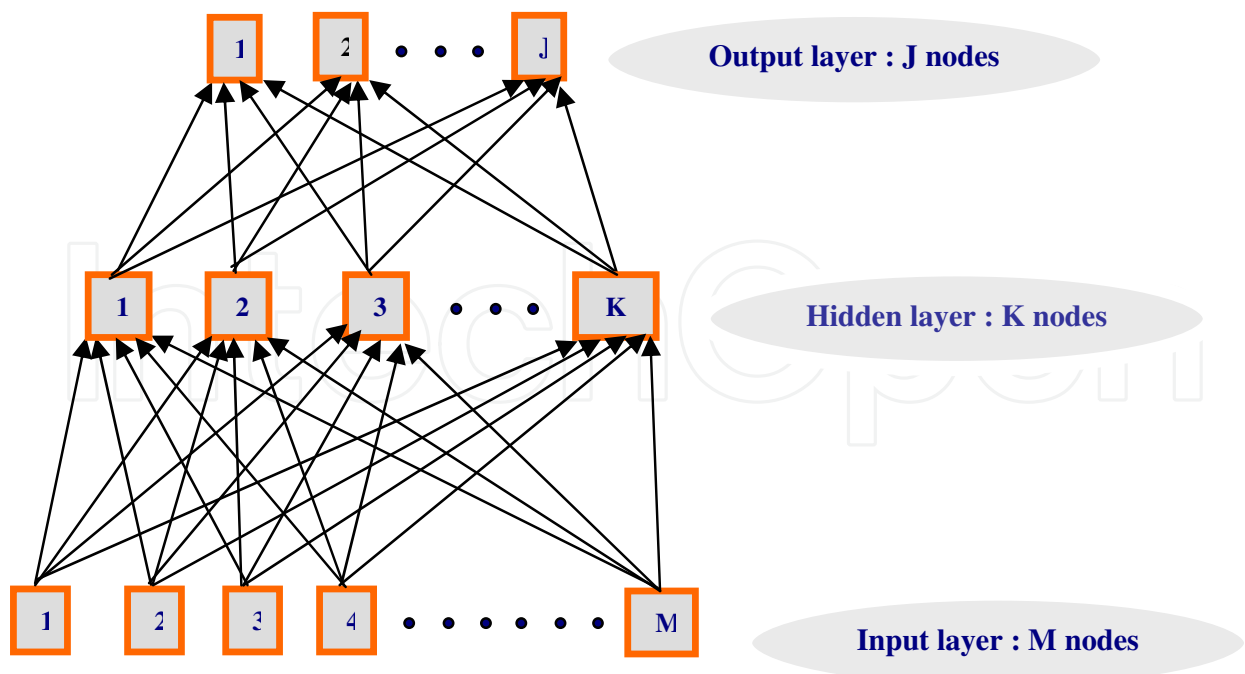 1 2 J Output layer : J nodes
1 2 3 K Hidden layer : K nodes
IntechOpen
1 2 3 4 M Input layer : M nodes